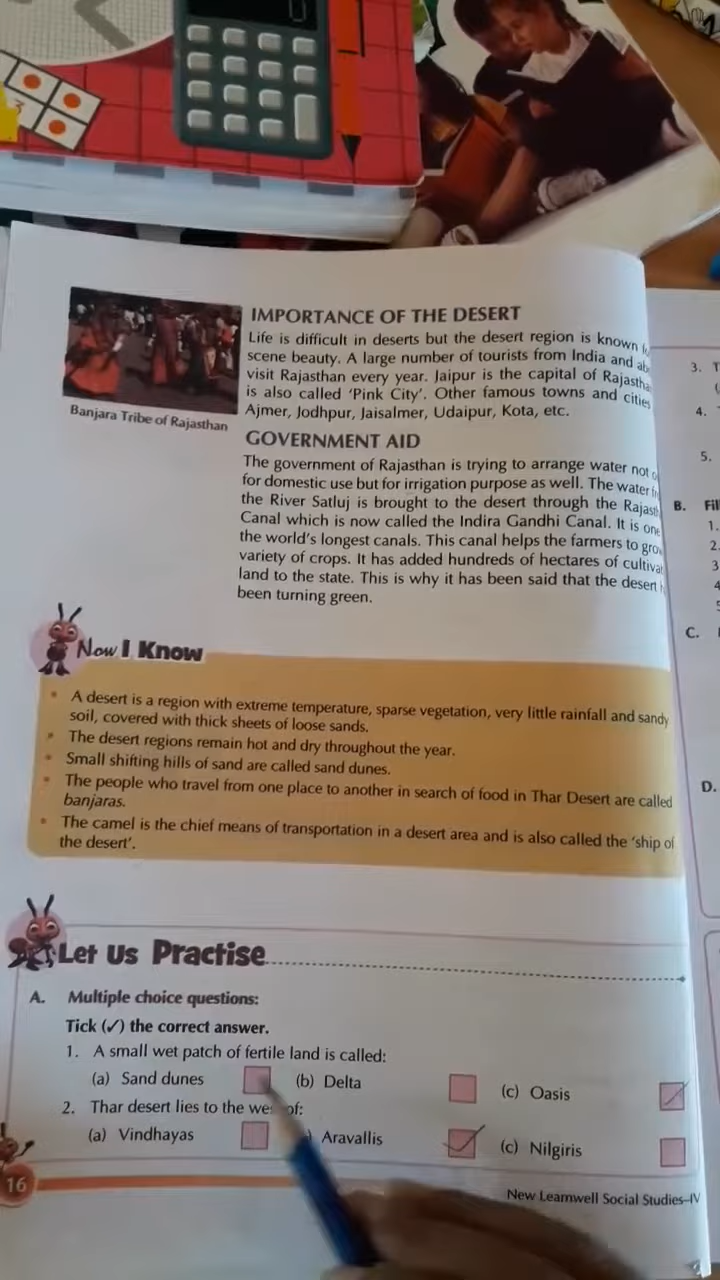 IMPORTANCE OF THE DESERT
Life is difficult in deserts but the desert region is known
scene beauty. A large number of tourists from India and ab
visit Rajasthan every year. Jaipur is the capital of Rajastha
is also called 'Pink City'. Other famous towns and cities
Ajmer, Jodhpur, Jaisalmer, Udaipur, Kota, etc.
Banjara Tribe of Rajasthan
GOVERNMENT AID
The government of Rajasthan is trying to arrange water not
for domestic use but for irrigation purpose as well. The water
the River Satluj is brought to the desert through the Rajast
Canal which is now called the Indira Gandhi Canal. It is one
the world's longest canals. This canal helps the farmers to grow
variety of crops. It has added hundreds of hectares of cultiva
land to the state. This is why it has been said that the desert
been turning green.
Now I Know
• A desert is a region with extreme temperature, sparse vegetation, very little rainfall and sandy
soil, covered with thick sheets of loose sands.
• The desert regions remain hot and dry throughout the year.
• Small shifting hills of sand are called sand dunes.
• The people who travel from one place to another in search of food in Thar Desert are called
banjaras.
• The camel is the chief means of transportation in a desert area and is also called the 'ship of
the desert'.
Let Us Practise
A. Multiple choice questions:
Tick (✓) the correct answer.
1. A small wet patch of fertile land is called:
(a) Sand dunes (b) Delta (c) Oasis
2. Thar desert lies to the we of:
(a) Vindhayas ) Aravallis (c) Nilgiris
16
New Learnwell Social Studies–IV
3. T
4.
5.
B. Fil
1.
2.
3
4
5
C.
D.